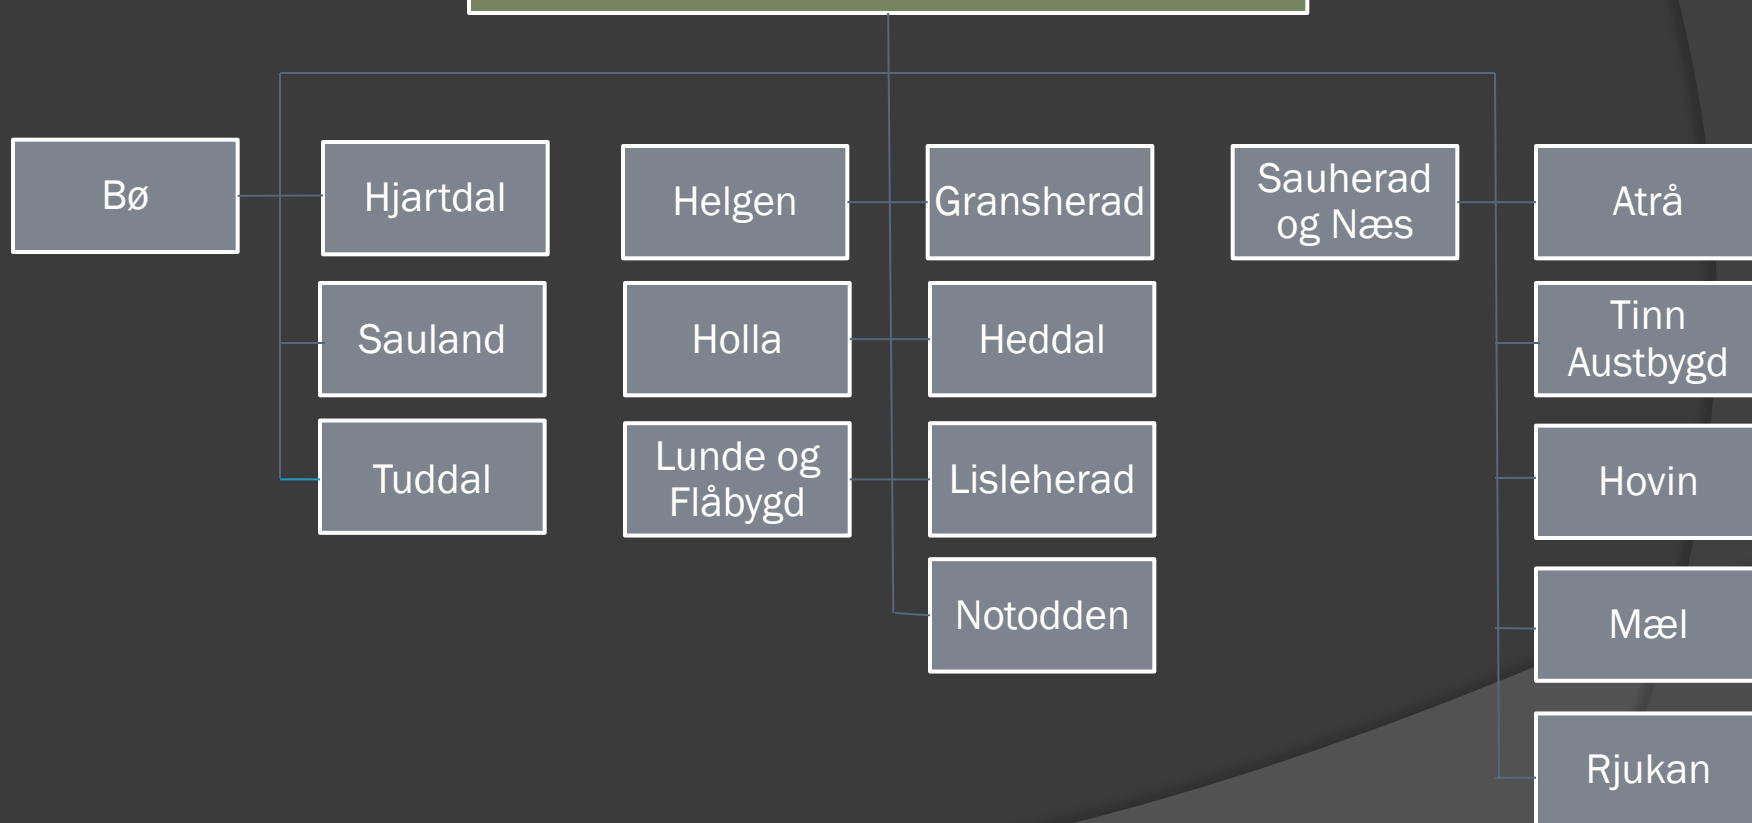 Bø
Hjartdal
Sauland
Tuddal
Helgen
Holla
Lunde og
Flåbygd
Gransherad
Heddal
Lisleherad
Notodden
Sauherad
og Næs
Atrå
Tinn
Austbygd
Hovin
Mæl
Rjukan